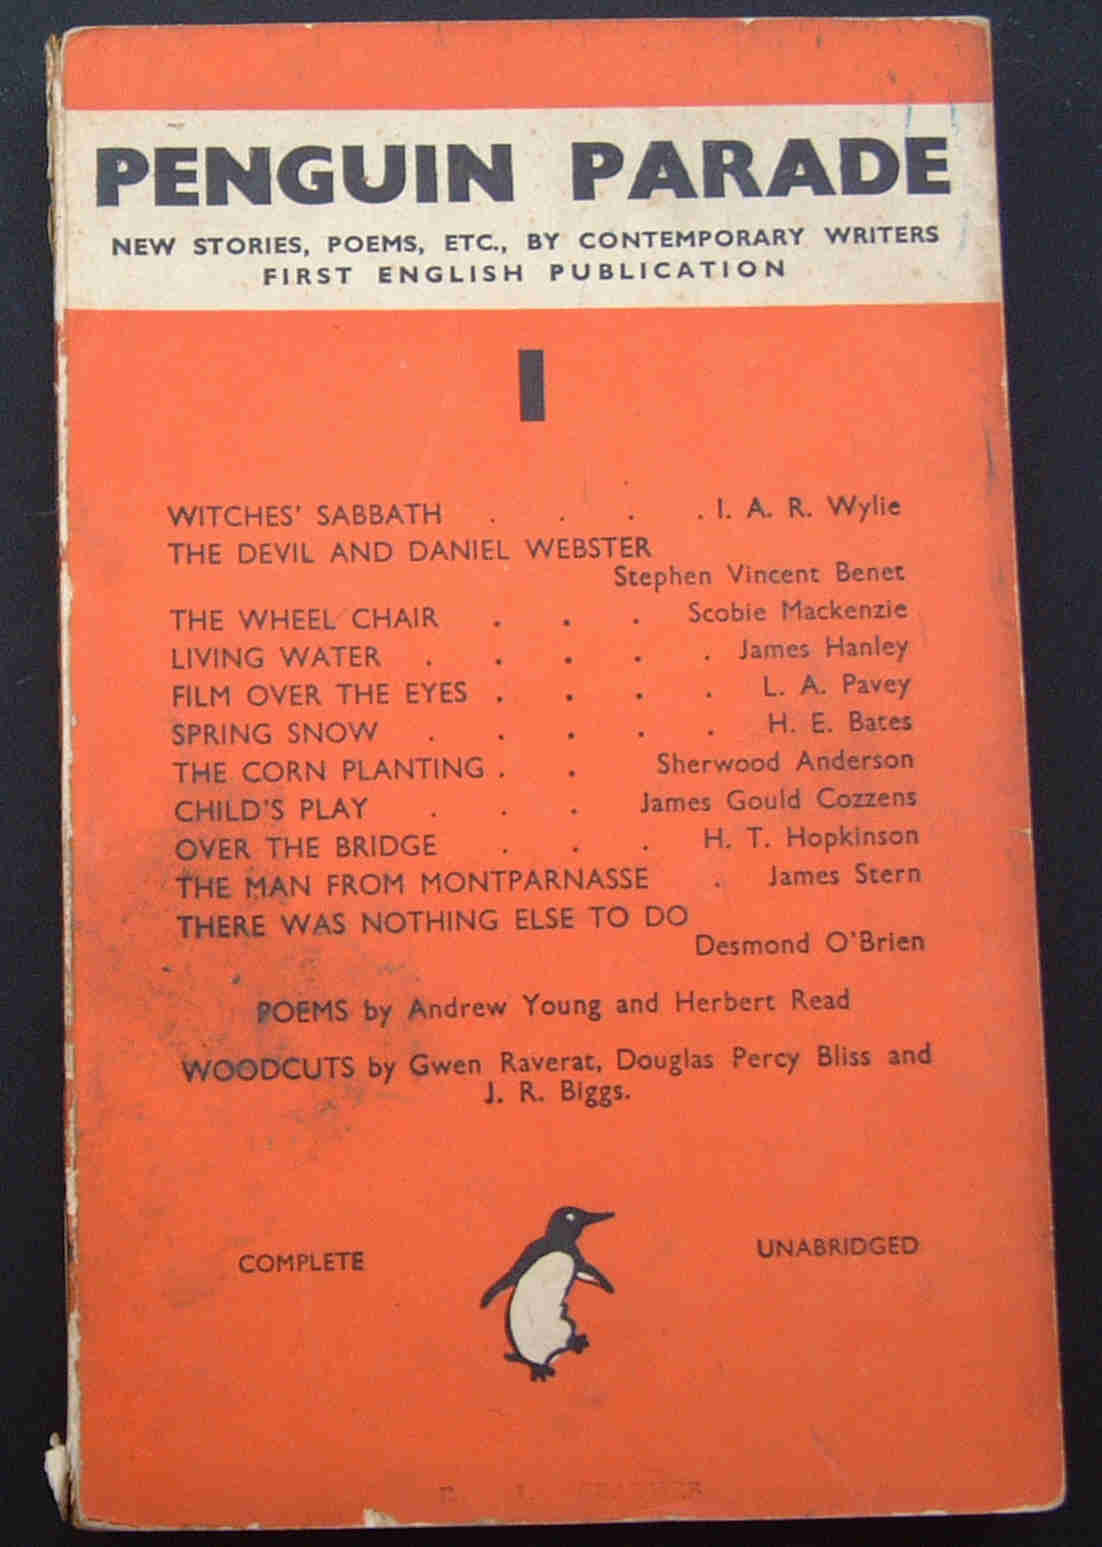 PENGUIN PARADE
NEW STORIES, POEMS, ETC., BY CONTEMPORARY WRITERS
FIRST ENGLISH PUBLICATION
I
WITCHES' SABBATH . . . . I. A. R. Wylie
THE DEVIL AND DANIEL WEBSTER
Stephen Vincent Benet
THE WHEEL CHAIR . . . Scobie Mackenzie
LIVING WATER . . . . . James Hanley
FILM OVER THE EYES . . . . L. A. Pavey
SPRING SNOW . . . . . H. E. Bates
THE CORN PLANTING . . Sherwood Anderson
CHILD'S PLAY . . . James Gould Cozzens
OVER THE BRIDGE . . . H. T. Hopkinson
THE MAN FROM MONTPARNASSE . James Stern
THERE WAS NOTHING ELSE TO DO
Desmond O'Brien
POEMS by Andrew Young and Herbert Read
WOODCUTS by Gwen Raverat, Douglas Percy Bliss and
J. R. Biggs.
COMPLETE
UNABRIDGED